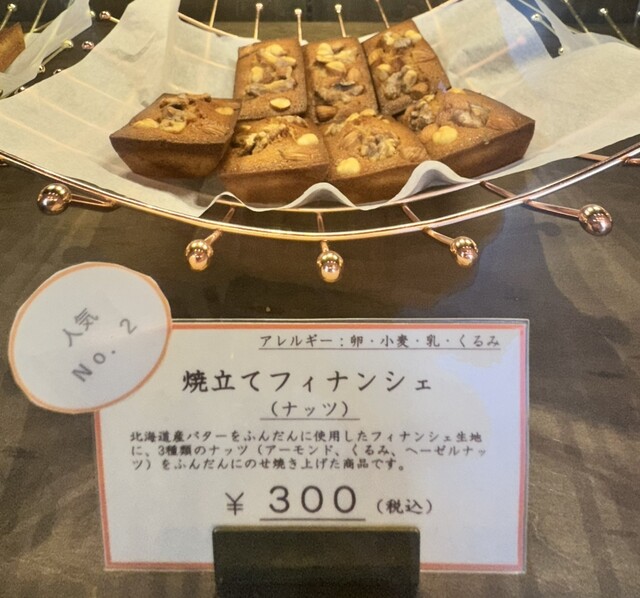 人気
No. 2
アレルギー：卵・小麦・乳・くるみ
焼立てフィナンシェ
（ナッツ）
北海道産バターをふんだんに使用したフィナンシェ生地
に、3種類のナッツ（アーモンド、くるみ、ヘーゼルナッ
ツ）をふんだんにのせ焼き上げた商品です。
￥ 300（税込）